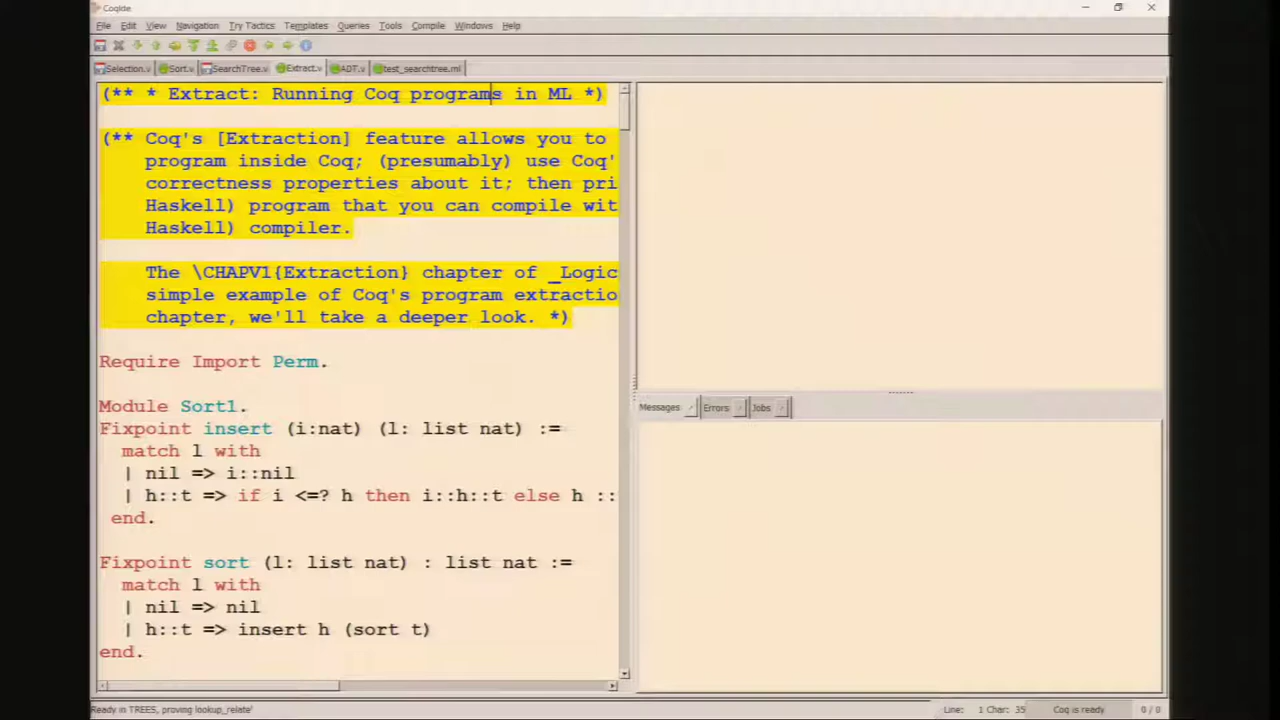 CoqIde
File Edit View Navigation Try Tactics Templates Queries Tools Compile Windows Help
Selection.v Sort.v SearchTree.v Extract.v ADT.v test_searchtree.ml
(** * Extract: Running Coq programs in ML *)
(** Coq's [Extraction] feature allows you to
program inside Coq; (presumably) use Coq'
correctness properties about it; then pri
Haskell) program that you can compile wit
Haskell) compiler.
The \CHAPV1{Extraction} chapter of _Logic
simple example of Coq's program extractio
chapter, we'll take a deeper look. *)
Require Import Perm.
Module Sort1.
Fixpoint insert (i:nat) (l: list nat) :=
match l with
| nil => i::nil
| h::t => if i <=? h then i::h::t else h ::
end.
Fixpoint sort (l: list nat) : list nat :=
match l with
| nil => nil
| h::t => insert h (sort t)
end.
Messages Errors Jobs
Ready in TREES, proving lookup_relate' Line: 1 Char: 35 Coq is ready 0 / 0